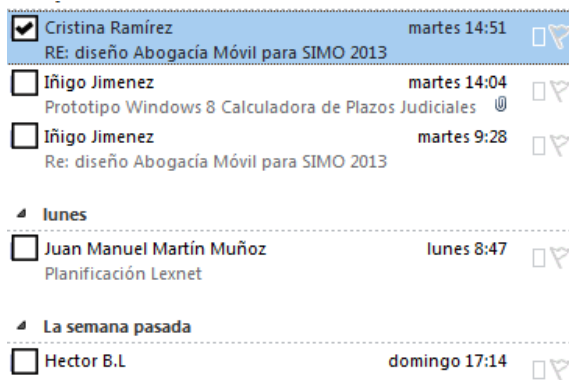 Cristina Ramírez martes 14:51
RE: diseño Abogacía Móvil para SIMO 2013
Iñigo Jimenez martes 14:04
Prototipo Windows 8 Calculadora de Plazos Judiciales
Iñigo Jimenez martes 9:28
Re: diseño Abogacía Móvil para SIMO 2013
lunes
Juan Manuel Martín Muñoz lunes 8:47
Planificación Lexnet
La semana pasada
Hector B.L domingo 17:14